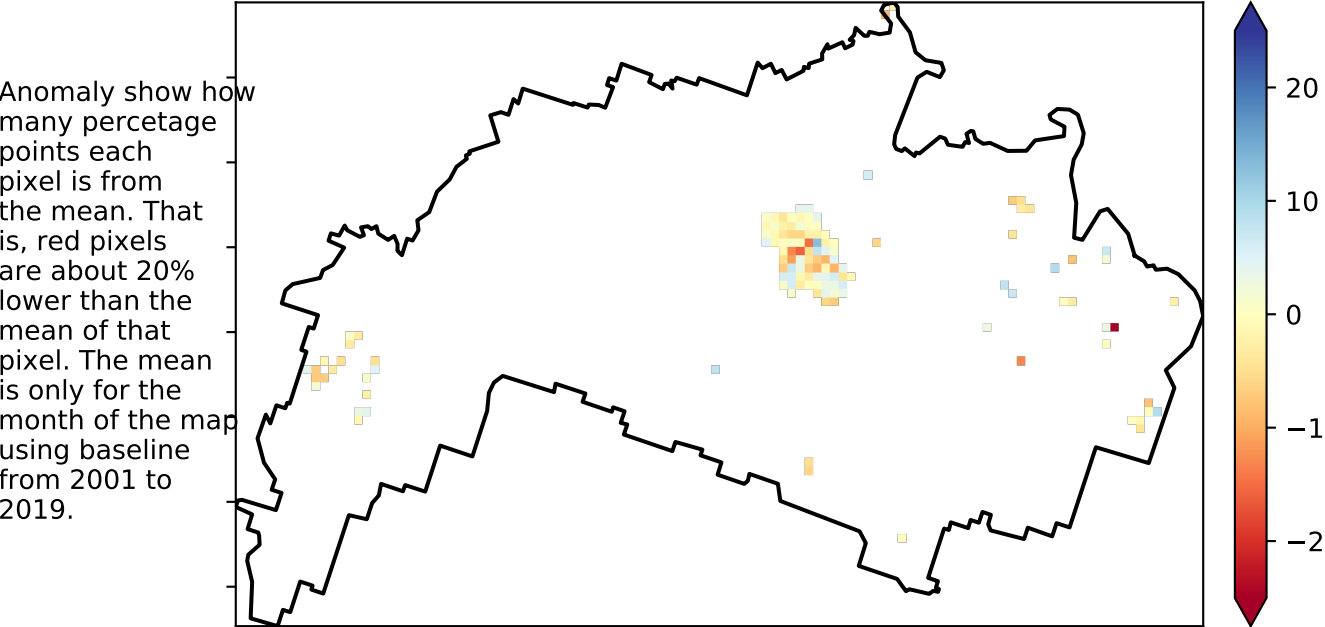 Anomaly show how
many percetage
points each
pixel is from
the mean. That
is, red pixels
are about 20%
lower than the
mean of that
pixel. The mean
is only for the
month of the map
using baseline
from 2001 to
2019.
20
10
0
−1
−2